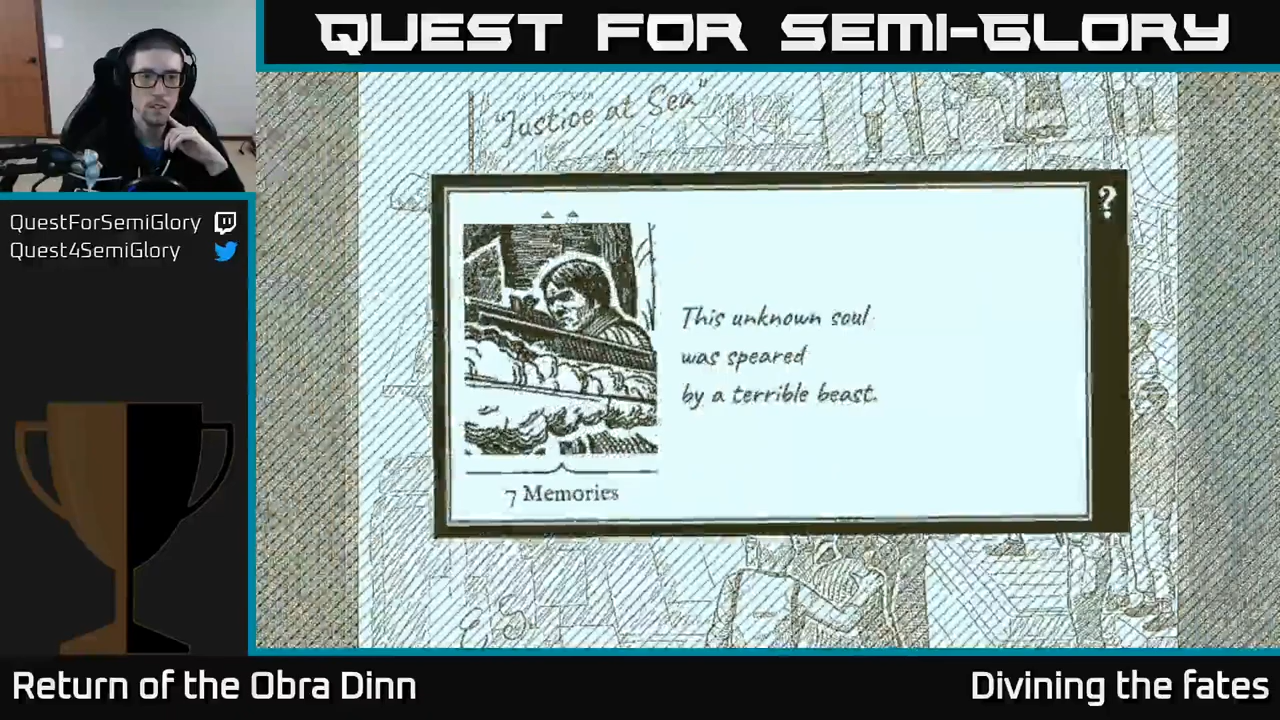 QUEST FOR SEMI-GLORY
QuestForSemiGlory
Quest4SemiGlory
"Justice at Sea"
?
This unknown soul
was speared
by a terrible beast.
7 Memories
E.S.
Return of the Obra Dinn
Divining the fates